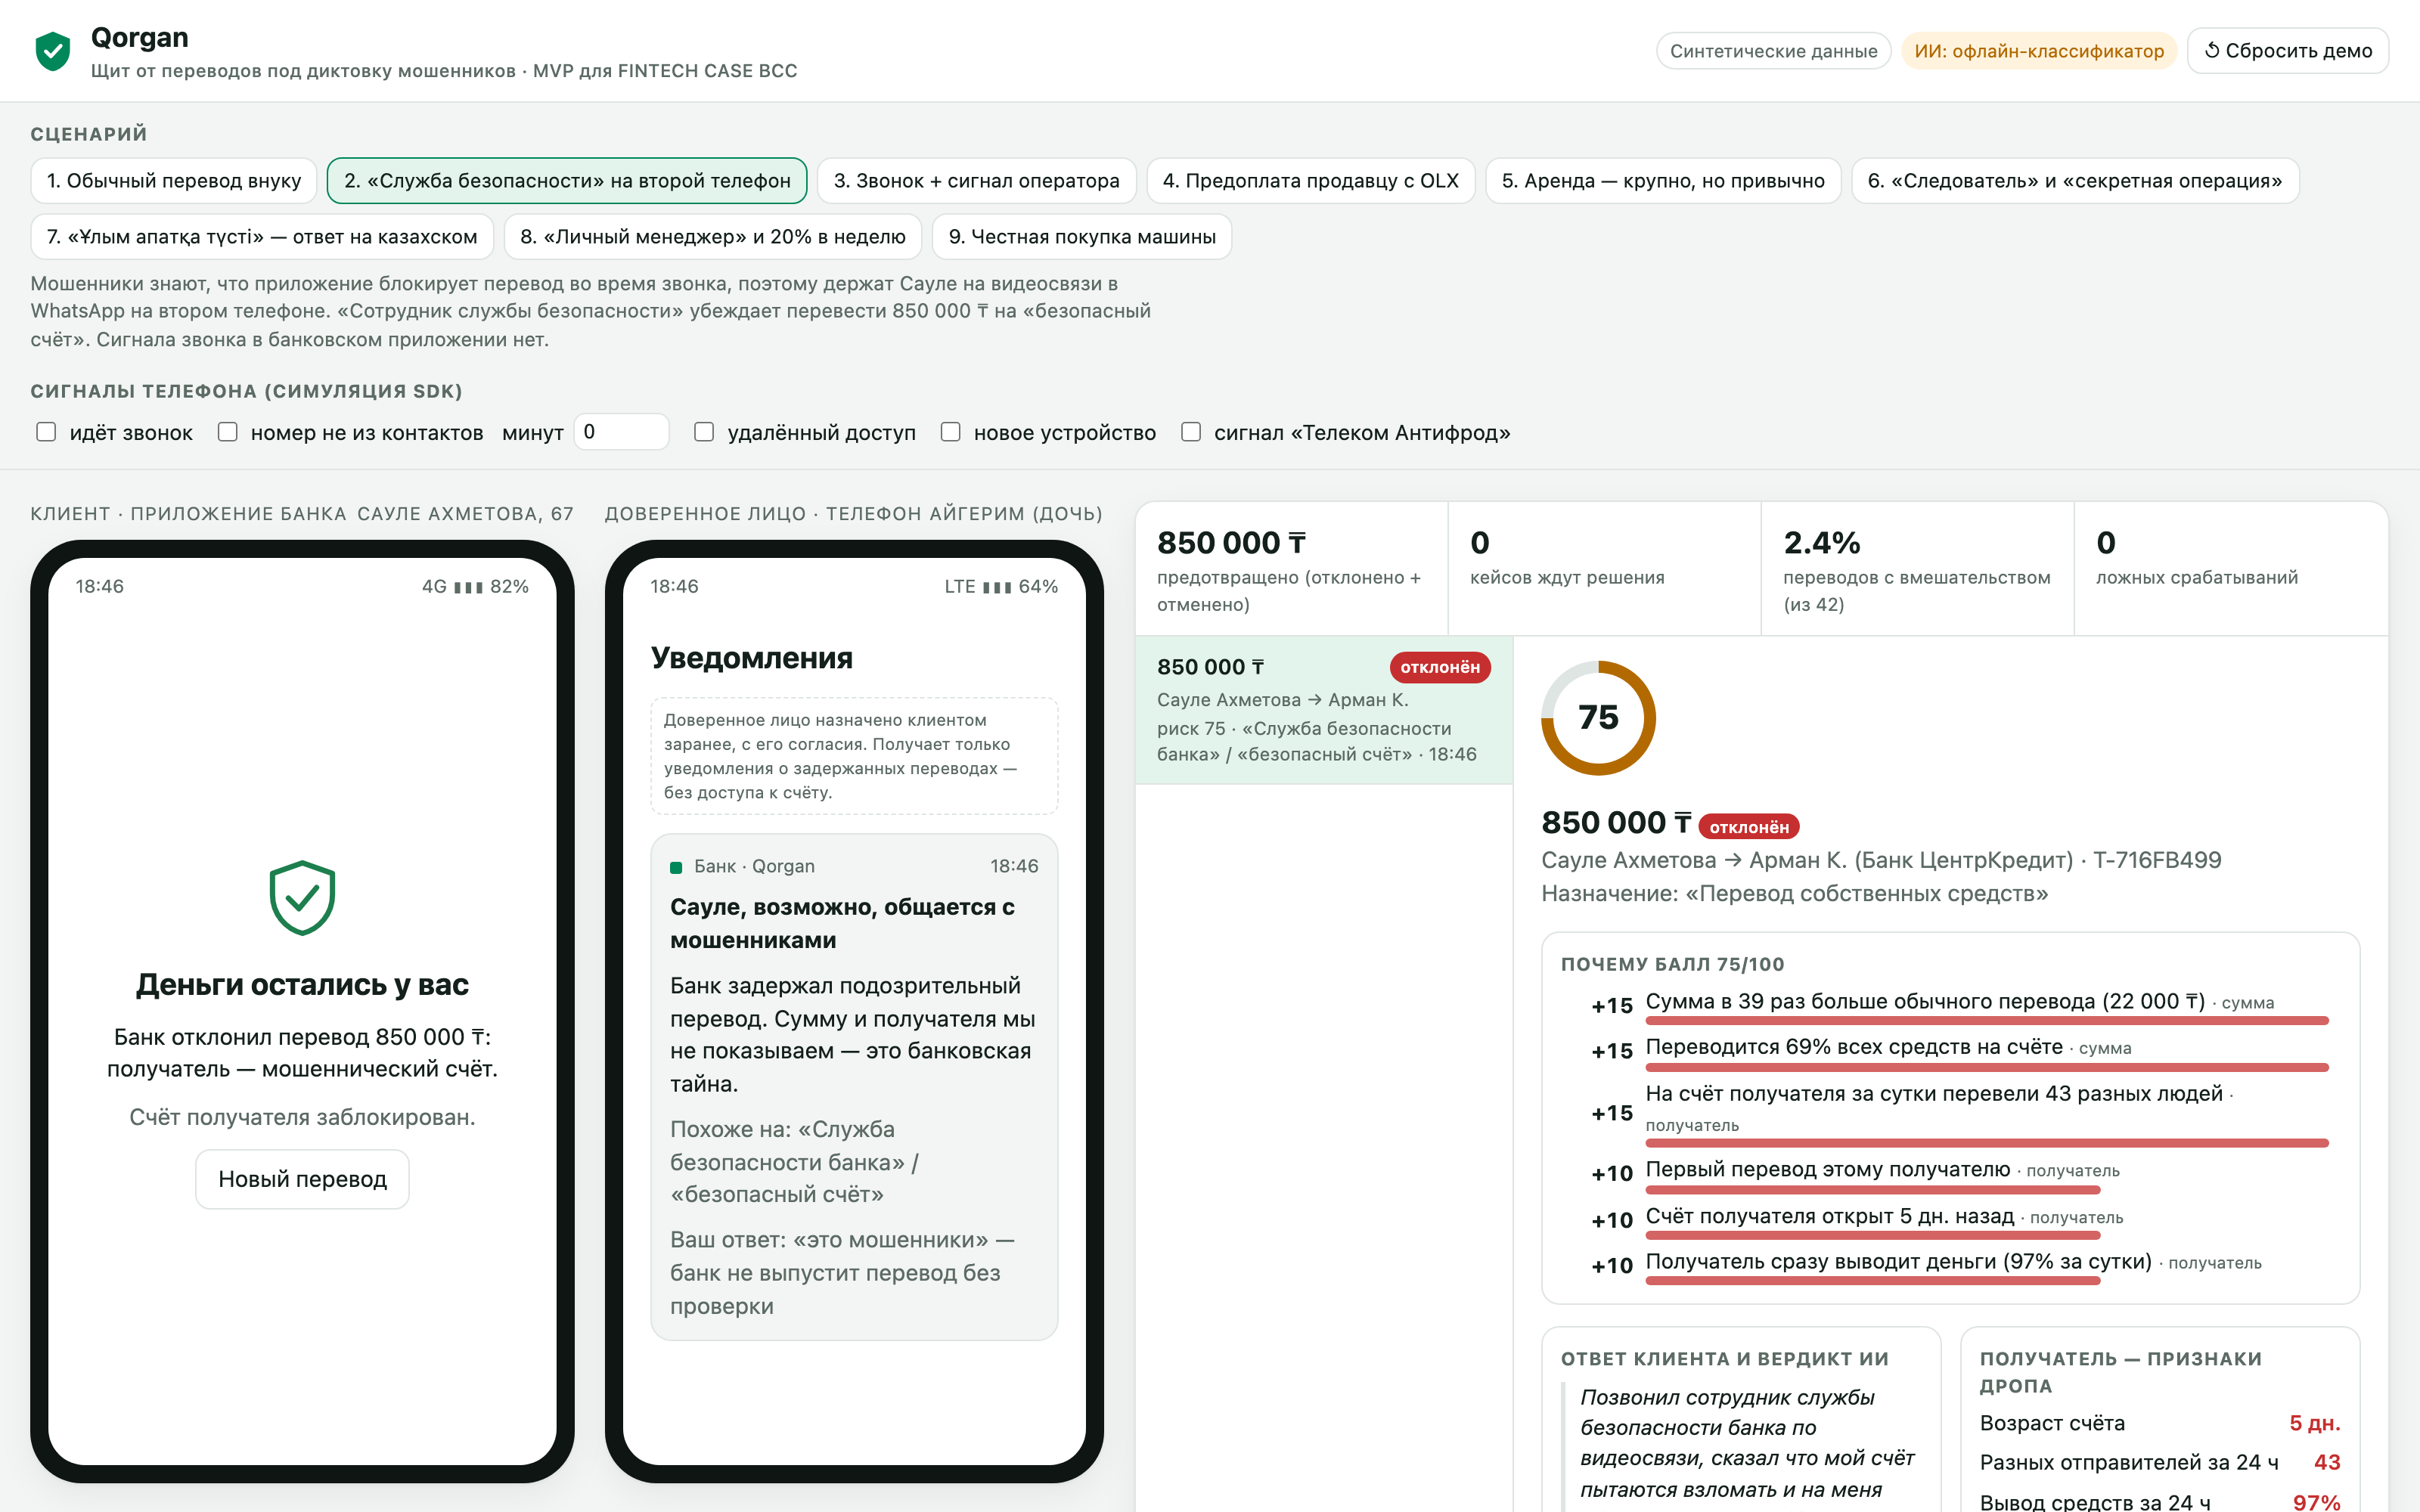 Qorgan
Щит от переводов под диктовку мошенников · MVP для FINTECH CASE BCC
Синтетические данные
ИИ: офлайн-классификатор
Сбросить демо
СЦЕНАРИЙ
1. Обычный перевод внуку
2. «Служба безопасности» на второй телефон
3. Звонок + сигнал оператора
4. Предоплата продавцу с OLX
5. Аренда — крупно, но привычно
6. «Следователь» и «секретная операция»
7. «Ұлым апатқа түсті» — ответ на казахском
8. «Личный менеджер» и 20% в неделю
9. Честная покупка машины
Мошенники знают, что приложение блокирует перевод во время звонка, поэтому держат Сауле на видеосвязи в
WhatsApp на втором телефоне. «Сотрудник службы безопасности» убеждает перевести 850 000 ₸ на «безопасный
счёт». Сигнала звонка в банковском приложении нет.
СИГНАЛЫ ТЕЛЕФОНА (СИМУЛЯЦИЯ SDK)
идёт звонок
номер не из контактов
минут 0
удалённый доступ
новое устройство
сигнал «Телеком Антифрод»
КЛИЕНТ · ПРИЛОЖЕНИЕ БАНКА САУЛЕ АХМЕТОВА, 67
18:46
4G 82%
Деньги остались у вас
Банк отклонил перевод 850 000 ₸:
получатель — мошеннический счёт.
Счёт получателя заблокирован.
Новый перевод
ДОВЕРЕННОЕ ЛИЦО · ТЕЛЕФОН АЙГЕРИМ (ДОЧЬ)
18:46
LTE 64%
Уведомления
Доверенное лицо назначено клиентом
заранее, с его согласия. Получает только
уведомления о задержанных переводах —
без доступа к счёту.
Банк · Qorgan 18:46
Сауле, возможно, общается с
мошенниками
Банк задержал подозрительный
перевод. Сумму и получателя мы
не показываем — это банковская
тайна.
Похоже на: «Служба
безопасности банка» /
«безопасный счёт»
Ваш ответ: «это мошенники» —
банк не выпустит перевод без
проверки
850 000 ₸
предотвращено (отклонено +
отменено)
0
кейсов ждут решения
2.4%
переводов с вмешательством
(из 42)
0
ложных срабатываний
850 000 ₸ отклонён
Сауле Ахметова → Арман К.
риск 75 · «Служба безопасности
банка» / «безопасный счёт» · 18:46
75
850 000 ₸ отклонён
Сауле Ахметова → Арман К. (Банк ЦентрКредит) · T-716FB499
Назначение: «Перевод собственных средств»
ПОЧЕМУ БАЛЛ 75/100
+15 Сумма в 39 раз больше обычного перевода (22 000 ₸) · сумма
+15 Переводится 69% всех средств на счёте · сумма
+15 На счёт получателя за сутки перевели 43 разных людей ·
получатель
+10 Первый перевод этому получателю · получатель
+10 Счёт получателя открыт 5 дн. назад · получатель
+10 Получатель сразу выводит деньги (97% за сутки) · получатель
ОТВЕТ КЛИЕНТА И ВЕРДИКТ ИИ
Позвонил сотрудник службы
безопасности банка по
видеосвязи, сказал что мой счёт
пытаются взломать и на меня
ПОЛУЧАТЕЛЬ — ПРИЗНАКИ
ДРОПА
Возраст счёта 5 дн.
Разных отправителей за 24 ч 43
Вывод средств за 24 ч 97%